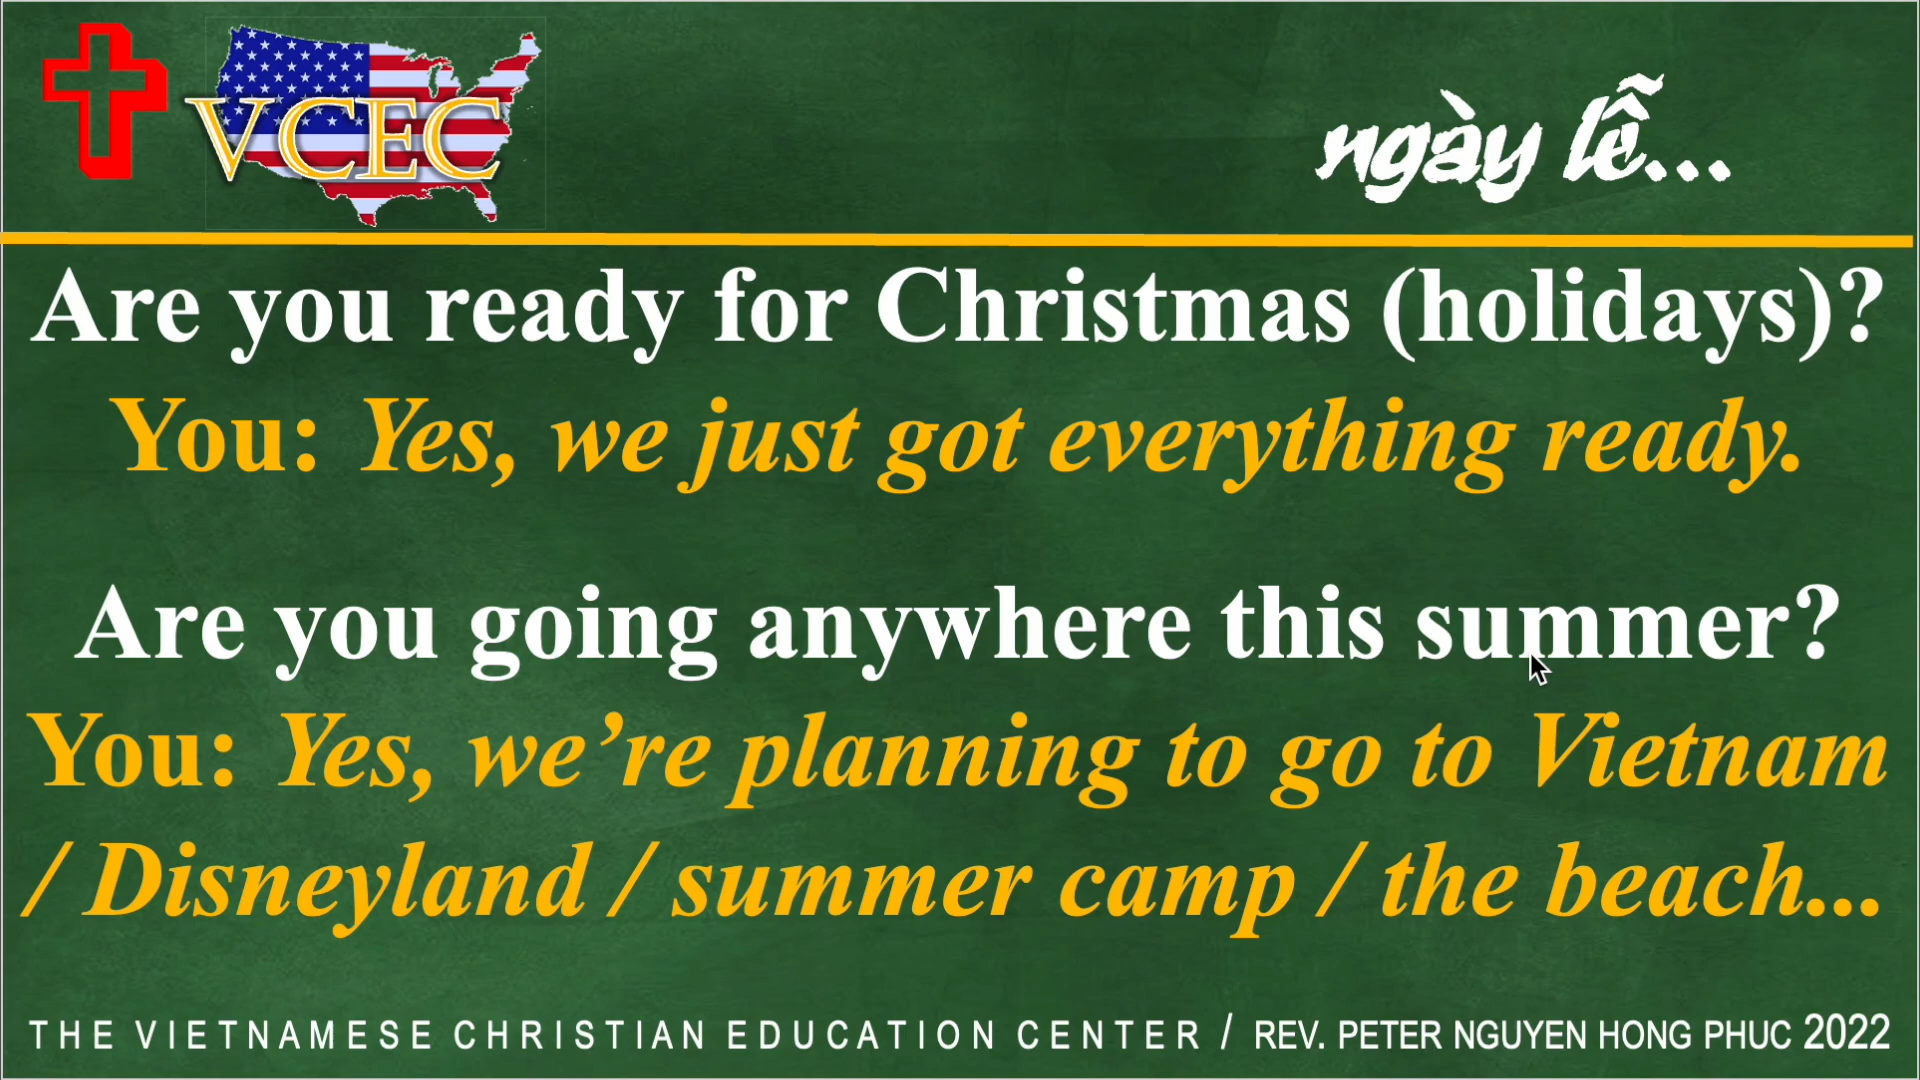 VCEC
ngày lễ...
Are you ready for Christmas (holidays)?
You: Yes, we just got everything ready.
Are you going anywhere this summer?
You: Yes, we’re planning to go to Vietnam
/ Disneyland / summer camp / the beach...
THE VIETNAMESE CHRISTIAN EDUCATION CENTER / REV. PETER NGUYEN HONG PHUC 2022